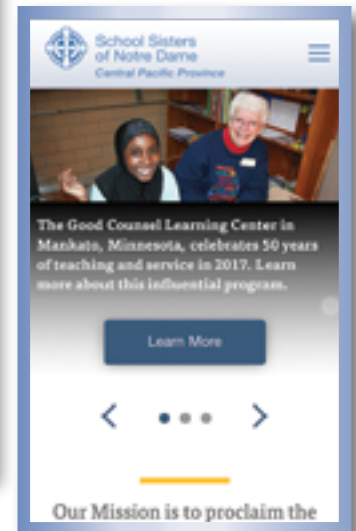 School Sisters
of Notre Dame
Central Pacific Province
The Good Counsel Learning Center in
Mankato, Minnesota, celebrates 50 years
of teaching and service in 2017. Learn
more about this influential program.
Learn More
Our Mission is to proclaim the